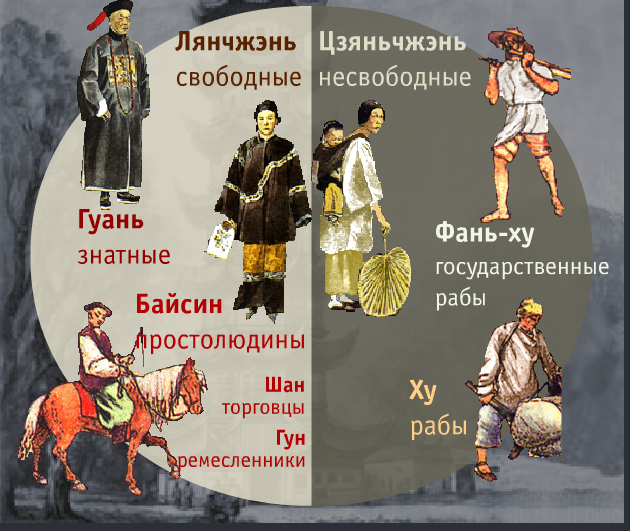 Лянчжэнь
свободные
Цзяньчжэнь
несвободные
Гуань
знатные
Байсин
простолюдины
Шан
торговцы
Гун
ремесленники
Фань-ху
государственные
рабы
Ху
рабы